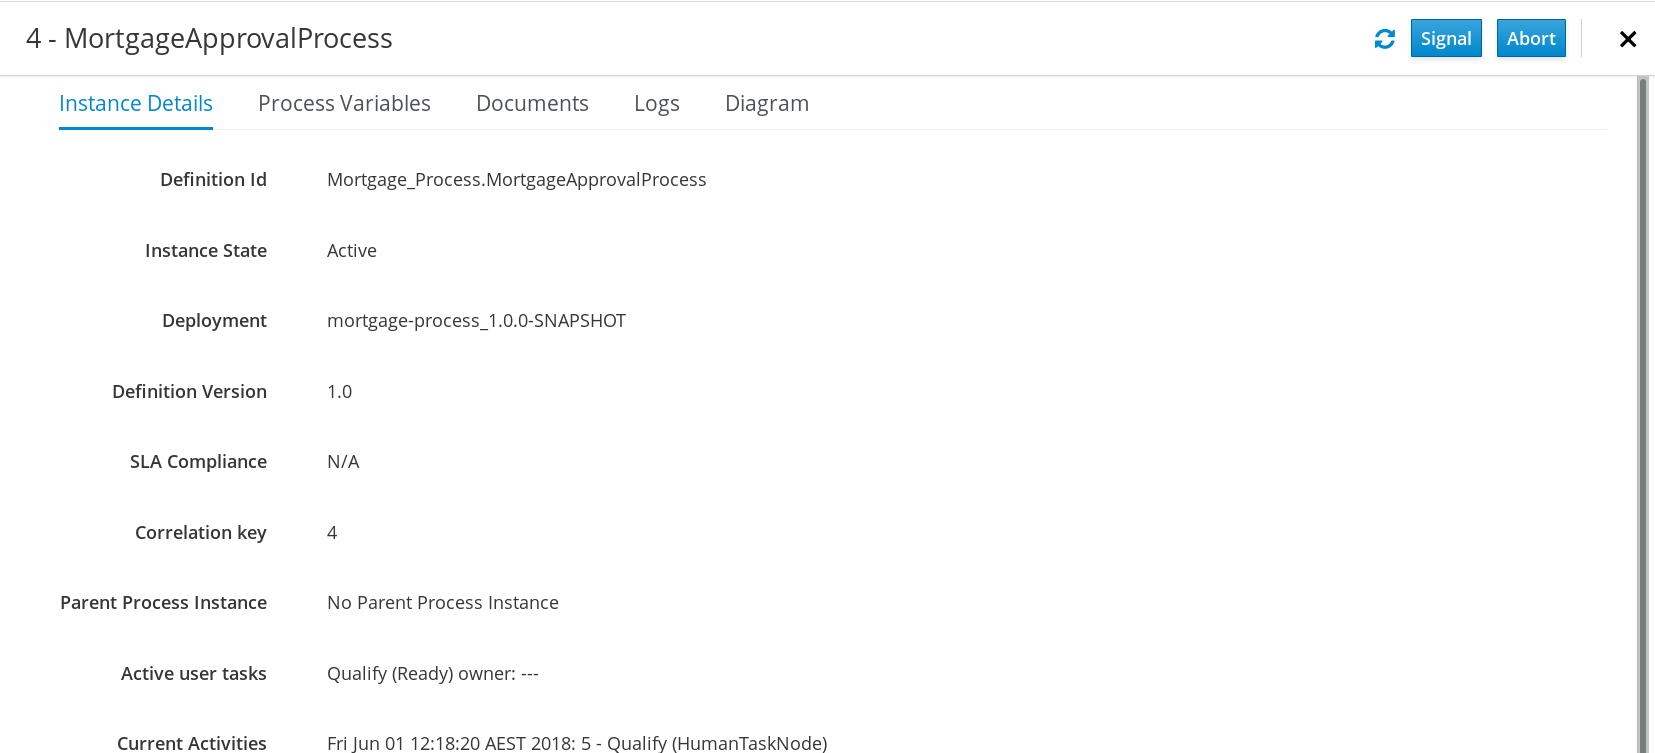 4 - MortgageApprovalProcess
Signal
Abort
Instance Details
Process Variables
Documents
Logs
Diagram
Definition Id Mortgage_Process.MortgageApprovalProcess
Instance State Active
Deployment mortgage-process_1.0.0-SNAPSHOT
Definition Version 1.0
SLA Compliance N/A
Correlation key 4
Parent Process Instance No Parent Process Instance
Active user tasks Qualify (Ready) owner: ---
Current Activities Fri Jun 01 12:18:20 AEST 2018: 5 - Qualify (HumanTaskNode)